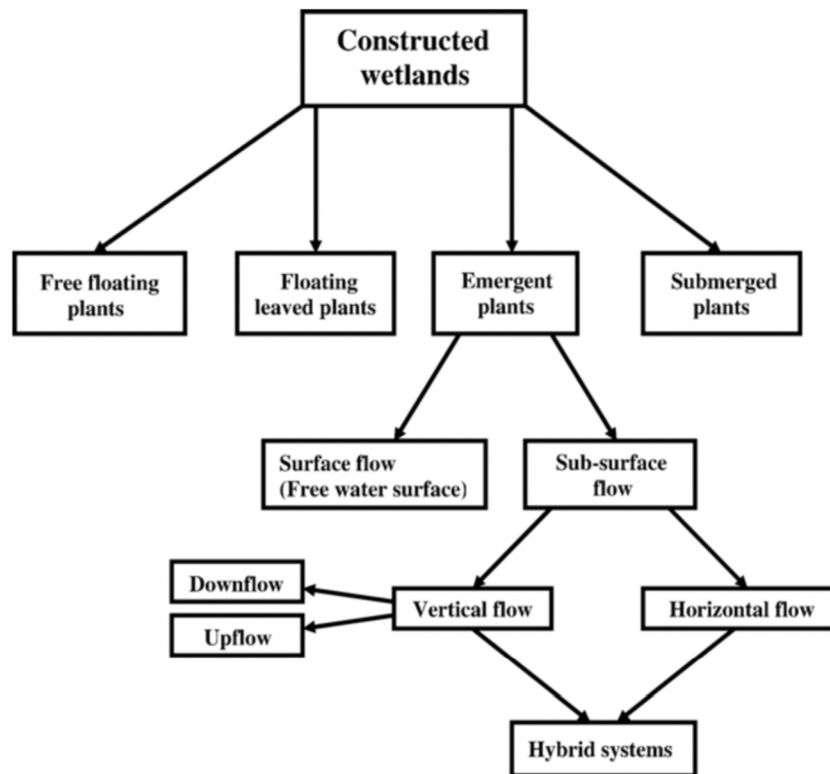 Constructed
wetlands
Free floating
plants
Floating
leaved plants
Emergent
plants
Submerged
plants
Surface flow
(Free water surface)
Sub-surface
flow
Downflow
Upflow
Vertical flow
Horizontal flow
Hybrid systems